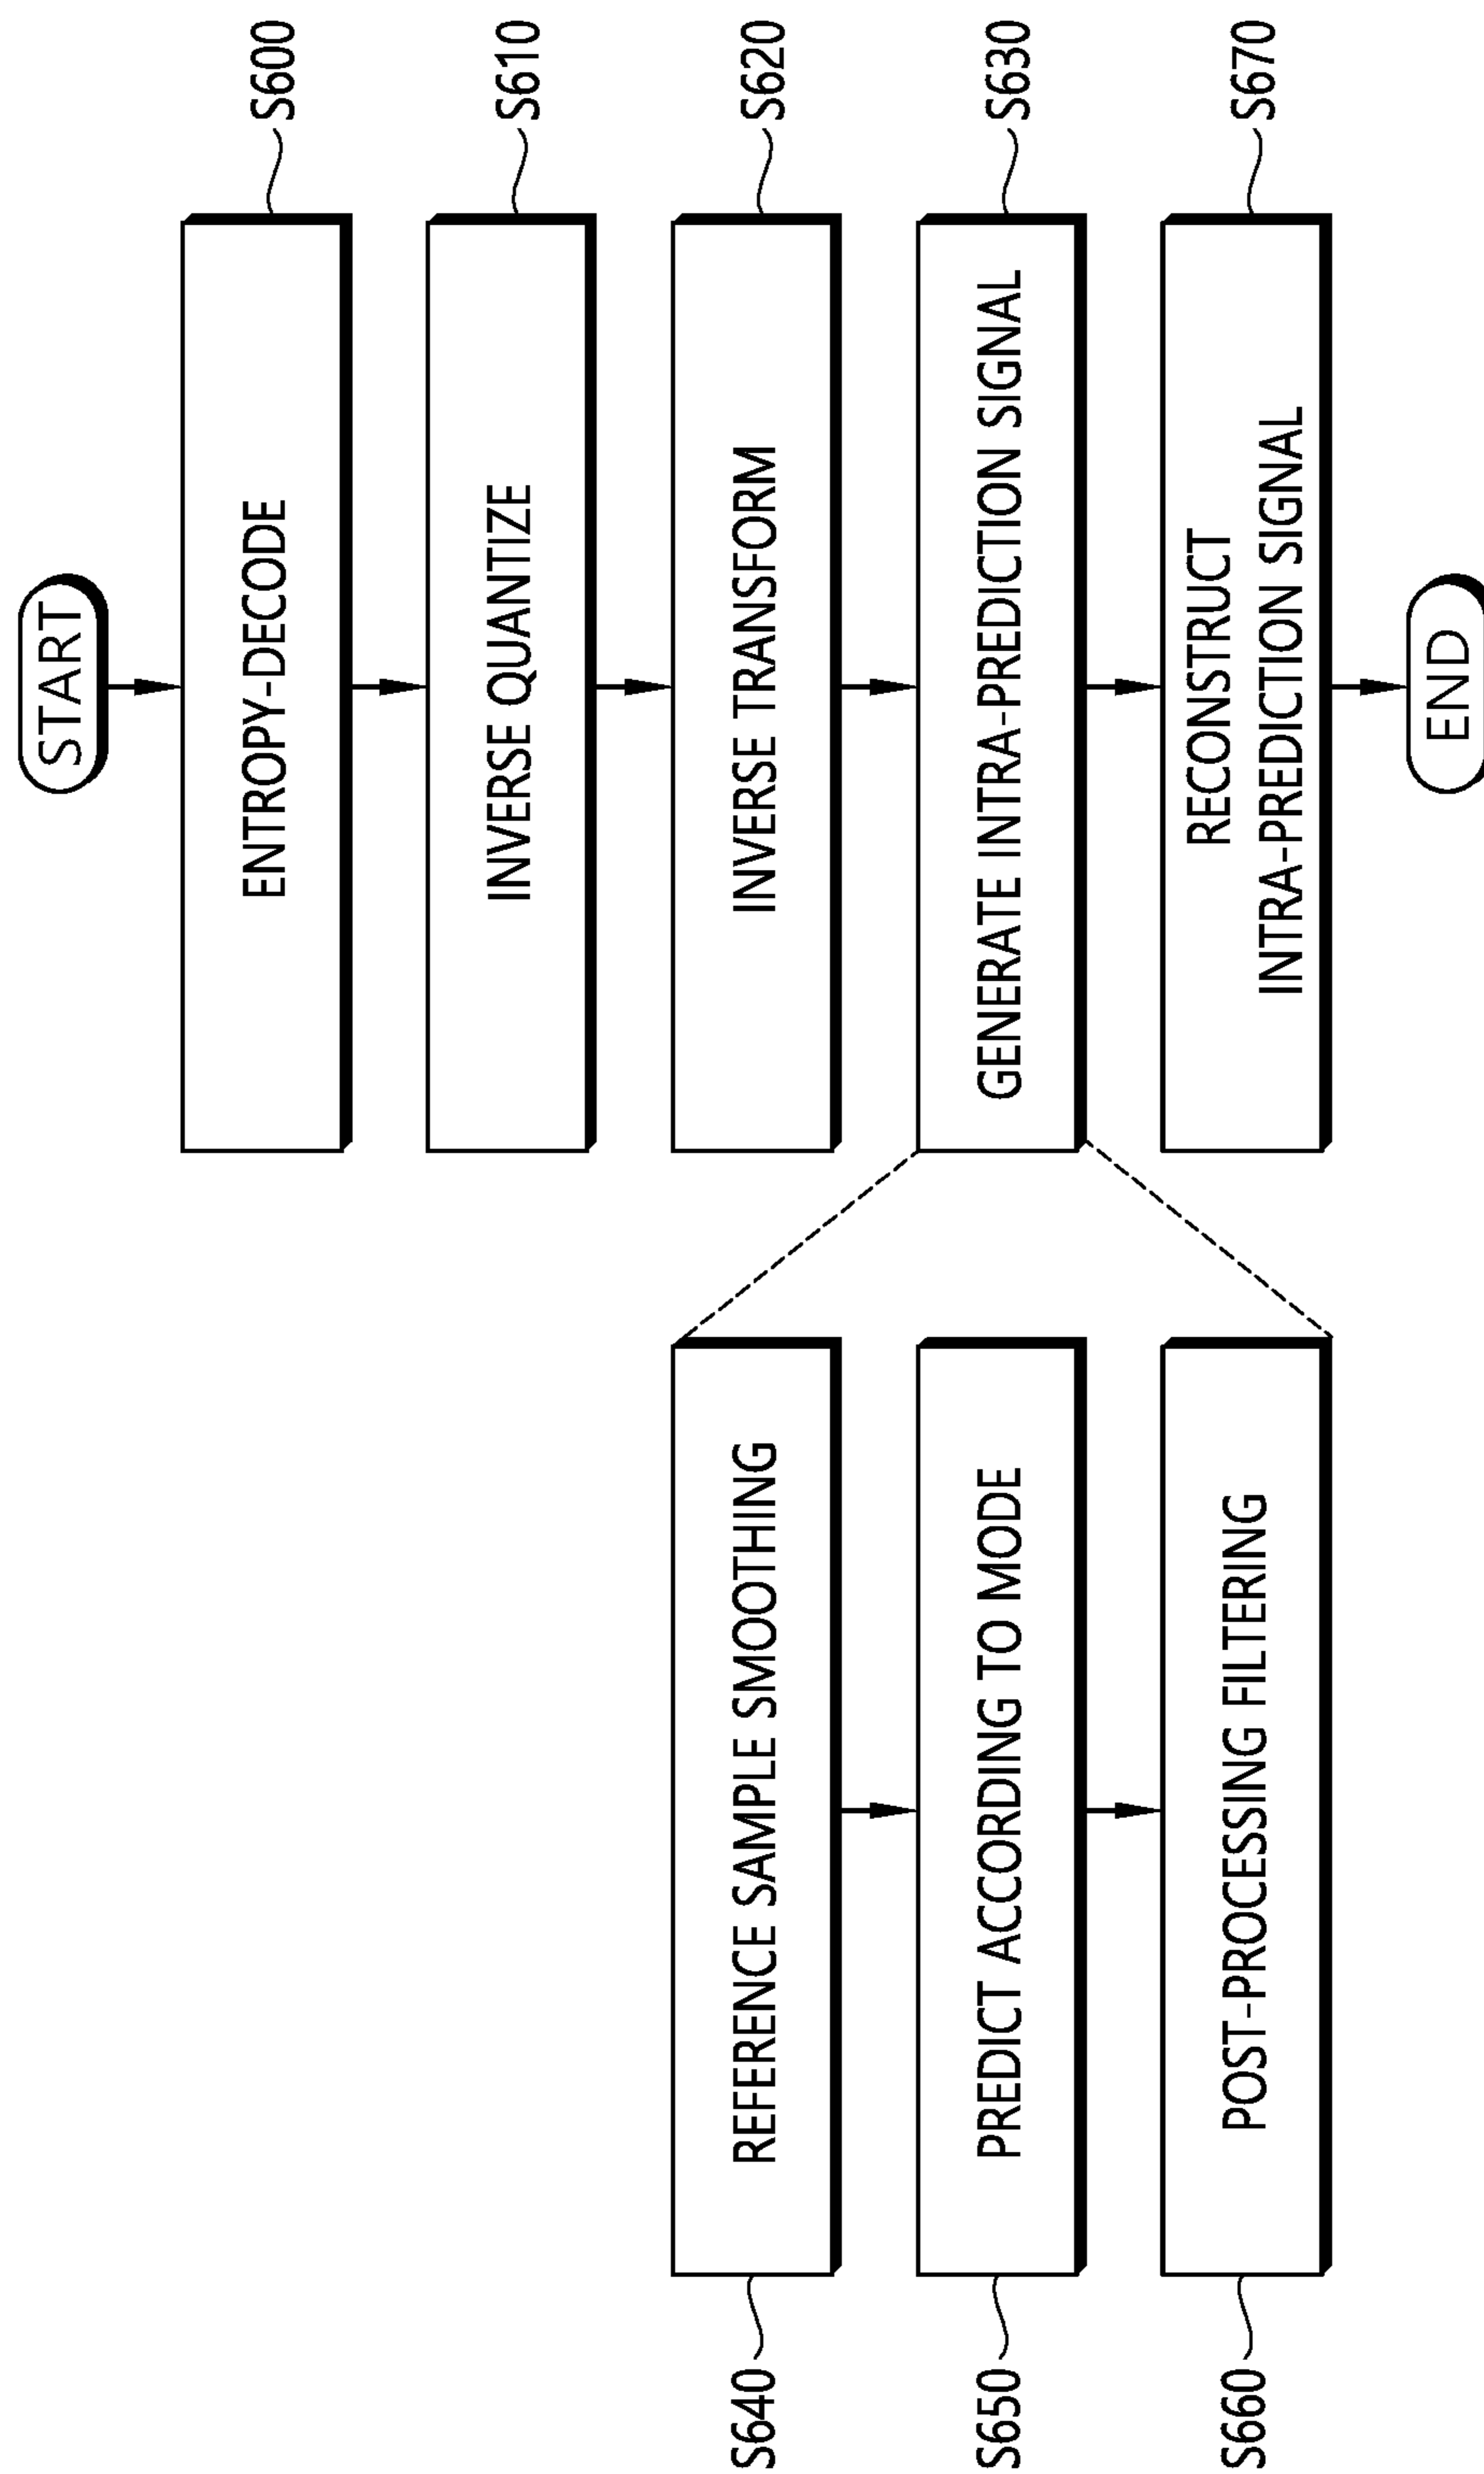 START
ENTROPY-DECODE
S600
INVERSE QUANTIZE
S610
INVERSE TRANSFORM
S620
GENERATE INTRA-PREDICTION SIGNAL
S630
S640
REFERENCE SAMPLE SMOOTHING
S650
PREDICT ACCORDING TO MODE
S660
POST-PROCESSING FILTERING
RECONSTRUCT
INTRA-PREDICTION SIGNAL
S670
END